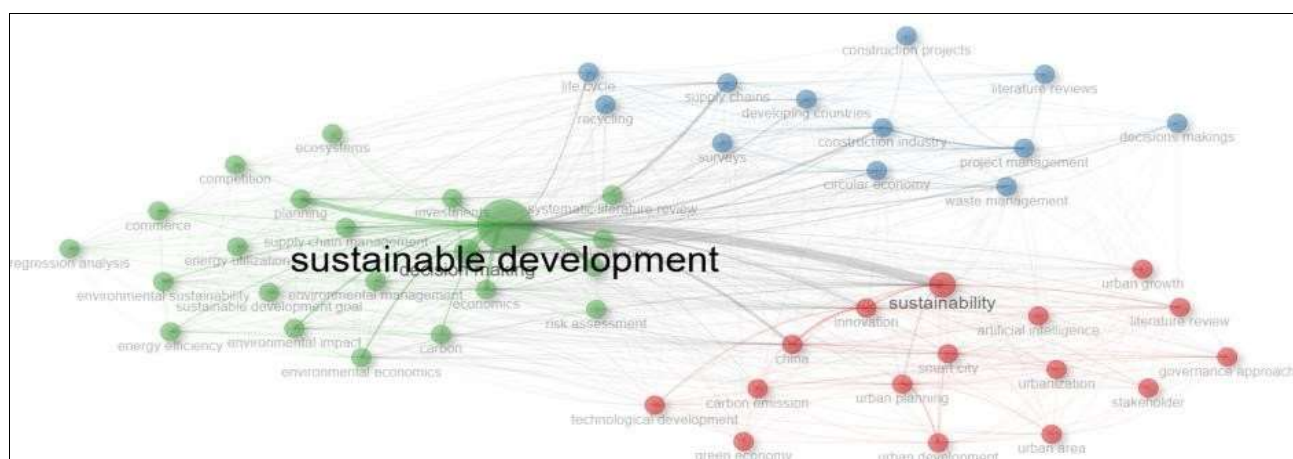 construction projects
life cycle
supply chains
literature reviews
developing countries
recycling
construction industry
decisions makings
ecosystems
surveys
project management
competition
circular economy
waste management
planning
investments
systematic literature review
commerce
supply chain management
regression analysis
energy utilization
sustainable development
decision making
urban growth
environmental sustainability
environmental management
economics
sustainability
sustainable development goal
innovation
risk assessment
artificial intelligence
literature review
energy efficiency
environmental impact
carbon
china
smart city
environmental economics
urbanization
governance approach
carbon emission
urban planning
stakeholder
technological development
green economy
urban development
urban area